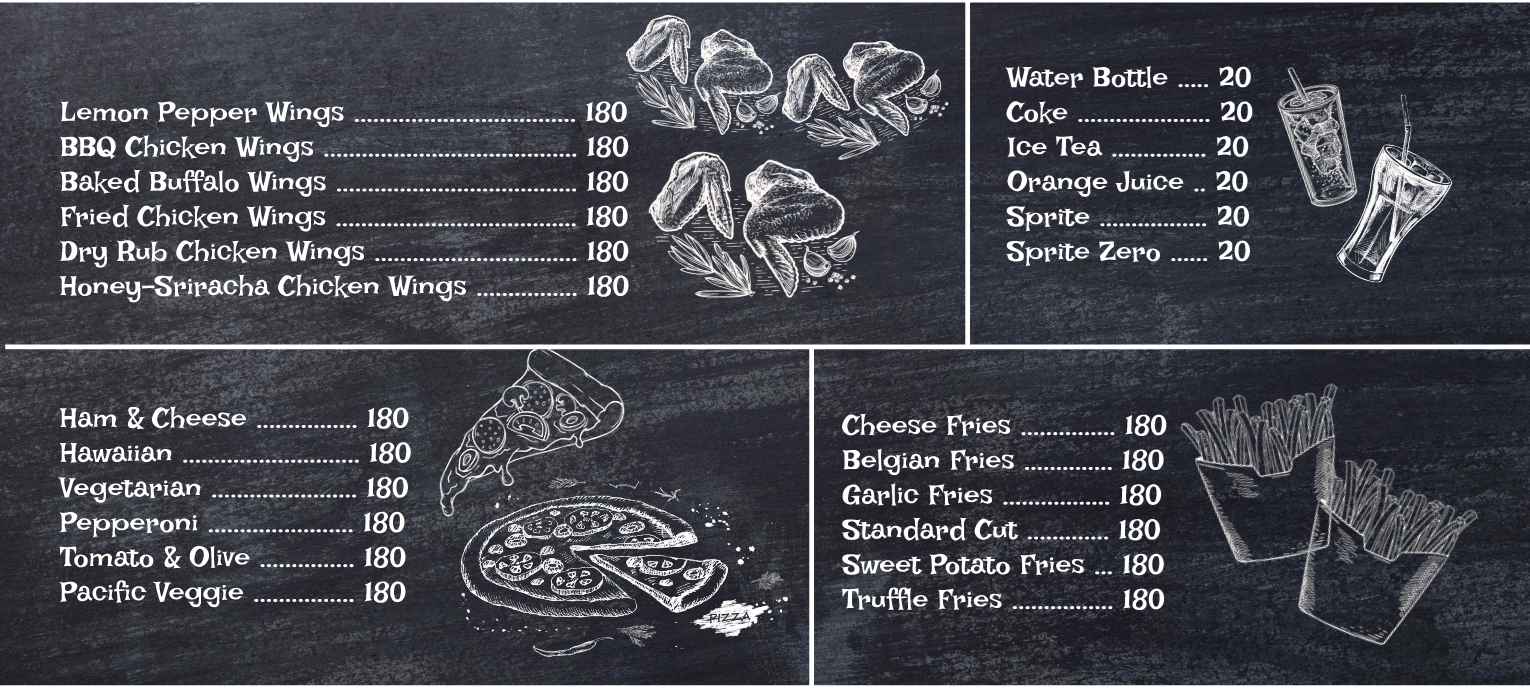 Lemon Pepper Wings ........................................ 180
BBQ Chicken Wings .............................................. 180
Baked Buffalo Wings ............................................ 180
Fried Chicken Wings ............................................ 180
Dry Rub Chicken Wings ..................................... 180
Honey-Sriracha Chicken Wings .................. 180
Water Bottle ..... 20
Coke ...................... 20
Ice Tea ............... 20
Orange Juice .. 20
Sprite ................. 20
Sprite Zero ...... 20
Ham & Cheese ................ 180
Hawaiian ............................ 180
Vegetarian ....................... 180
Pepperoni ....................... 180
Tomato & Olive ............... 180
Pacific Veggie ................ 180
PIZZA
Cheese Fries ............... 180
Belgian Fries .............. 180
Garlic Fries ................. 180
Standard Cut ............. 180
Sweet Potato Fries ... 180
Truffle Fries ................ 180